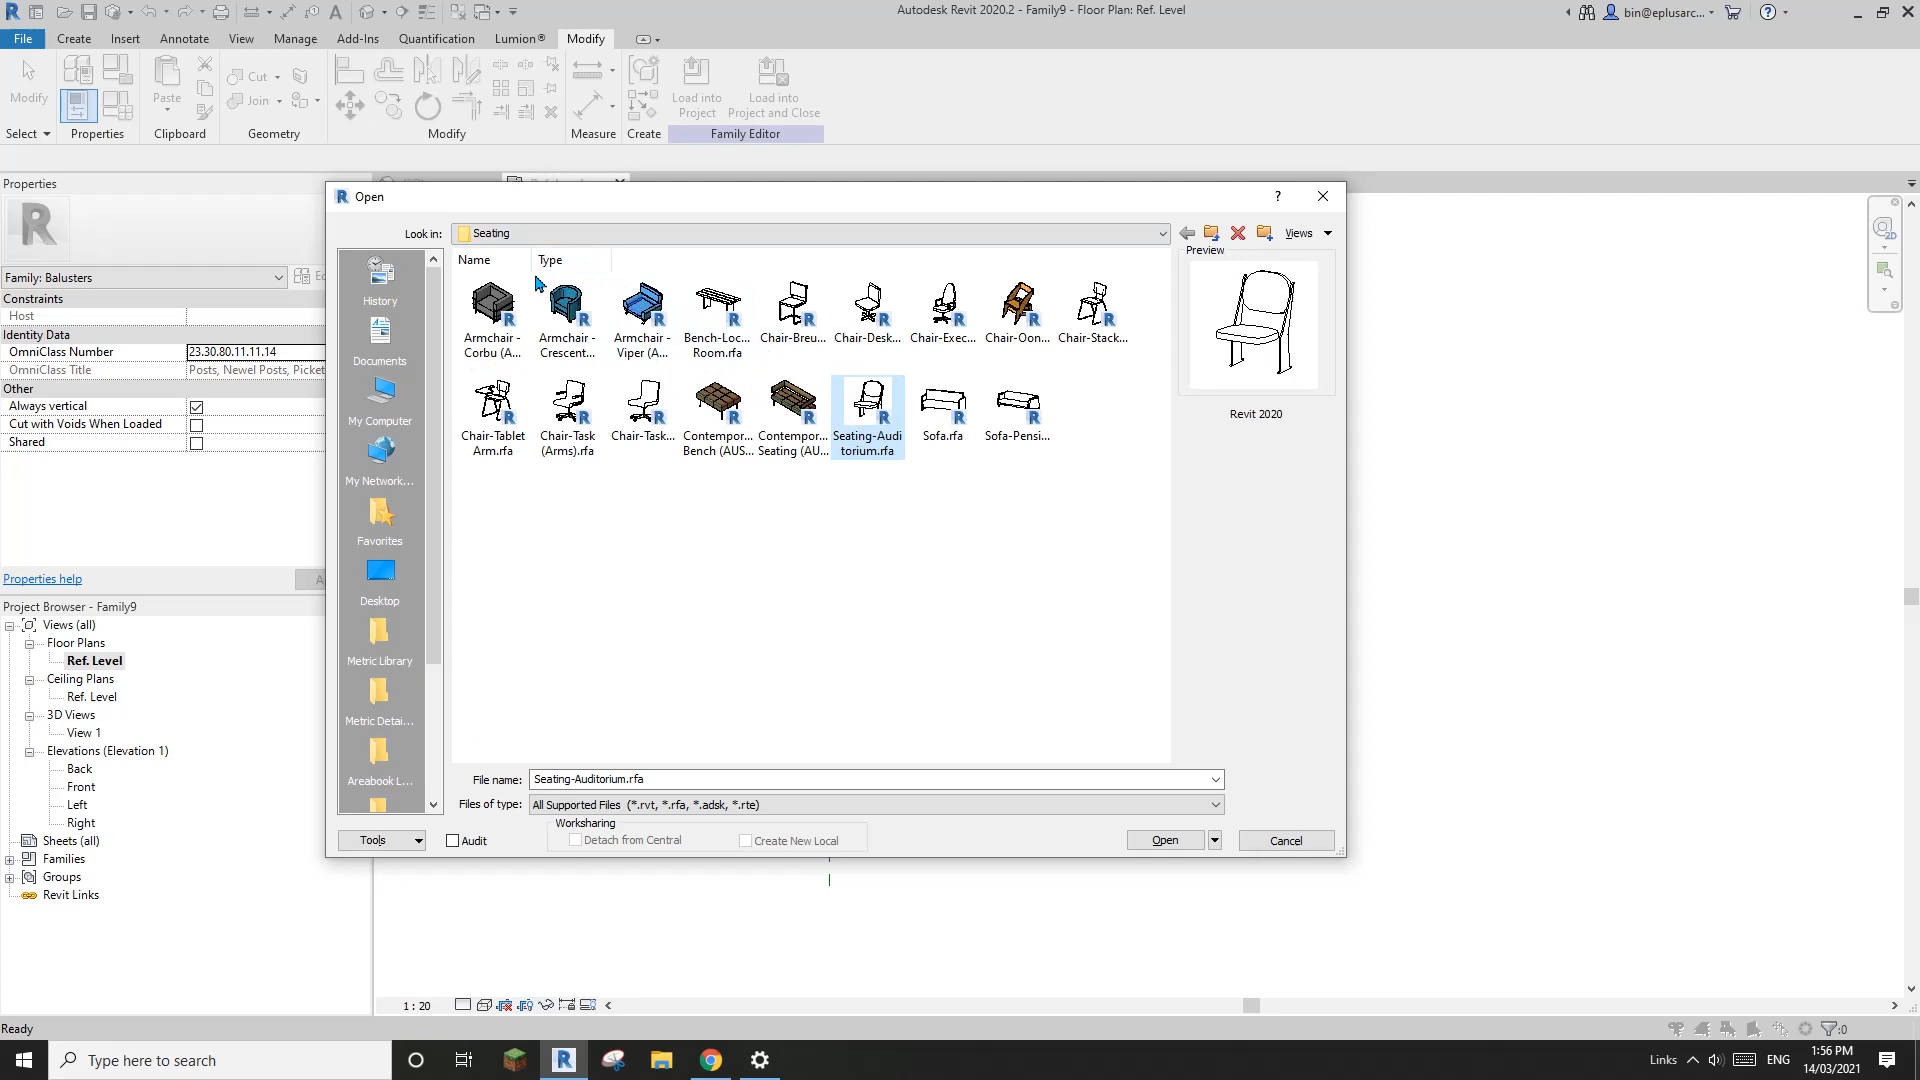 Autodesk Revit 2020.2 - Family9 - Floor Plan: Ref. Level
bin@eplusarc...
File
Create
Insert
Annotate
View
Manage
Add-Ins
Quantification
Lumion®
Modify
Modify
Paste
Cut
Join
Load into
Project
Load into
Project and Close
Select
Properties
Clipboard
Geometry
Modify
Measure
Create
Family Editor
Properties
Family: Balusters
Constraints
Host
Identity Data
OmniClass Number
23.30.80.11.11.14
OmniClass Title
Posts, Newel Posts, Picket
Other
Always vertical
Cut with Voids When Loaded
Shared
Properties help
Project Browser - Family9
Views (all)
Floor Plans
Ref. Level
Ceiling Plans
Ref. Level
3D Views
View 1
Elevations (Elevation 1)
Back
Front
Left
Right
Sheets (all)
Families
Groups
Revit Links
Open
Look in:
Seating
Views
History
Documents
My Computer
My Network...
Favorites
Desktop
Metric Library
Metric Detai...
Areabook L...
Name
Type
Armchair -
Corbu (A...
Armchair -
Crescent...
Armchair -
Viper (A...
Bench-Loc...
Room.rfa
Chair-Breu...
Chair-Desk...
Chair-Exec...
Chair-Oon...
Chair-Stack...
Chair-Tablet
Arm.rfa
Chair-Task
(Arms).rfa
Chair-Task...
Contempor...
Bench (AUS...
Contempor...
Seating (AU...
Seating-Audi
torium.rfa
Sofa.rfa
Sofa-Pensi...
Preview
Revit 2020
File name:
Seating-Auditorium.rfa
Files of type:
All Supported Files (*.rvt, *.rfa, *.adsk, *.rte)
Tools
Audit
Worksharing
Detach from Central
Create New Local
Open
Cancel
1 : 20
Ready
:0
Type here to search
Links
ENG
1:56 PM
14/03/2021